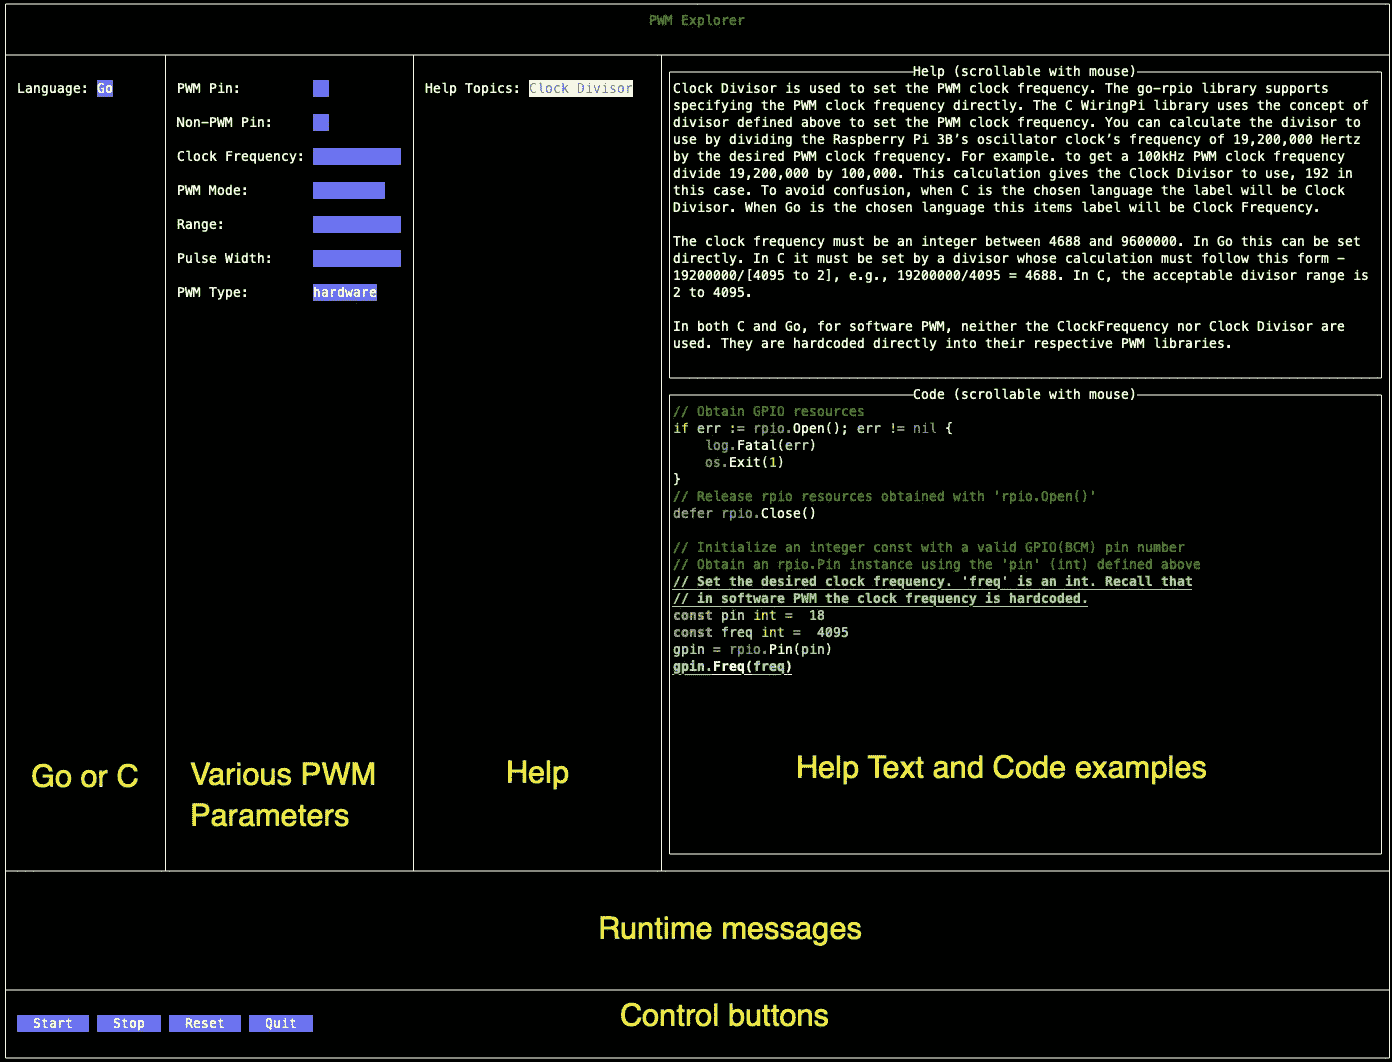 PWM Explorer
Language: Go
PWM Pin:
Non-PWM Pin:
Clock Frequency:
PWM Mode:
Range:
Pulse Width:
PWM Type: hardware
Help Topics: Clock Divisor
Help (scrollable with mouse)
Clock Divisor is used to set the PWM clock frequency. The go-rpio library supports
specifying the PWM clock frequency directly. The C WiringPi library uses the concept of
divisor defined above to set the PWM clock frequency. You can calculate the divisor to
use by dividing the Raspberry Pi 3B's oscillator clock's frequency of 19,200,000 Hertz
by the desired PWM clock frequency. For example. to get a 100kHz PWM clock frequency
divide 19,200,000 by 100,000. This calculation gives the Clock Divisor to use, 192 in
this case. To avoid confusion, when C is the chosen language the label will be Clock
Divisor. When Go is the chosen language this items label will be Clock Frequency.
The clock frequency must be an integer between 4688 and 9600000. In Go this can be set
directly. In C it must be set by a divisor whose calculation must follow this form -
19200000/[4095 to 2], e.g., 19200000/4095 = 4688. In C, the acceptable divisor range is
2 to 4095.
In both C and Go, for software PWM, neither the ClockFrequency nor Clock Divisor are
used. They are hardcoded directly into their respective PWM libraries.
Code (scrollable with mouse)
// Obtain GPIO resources
if err := rpio.Open(); err != nil {
    log.Fatal(err)
    os.Exit(1)
}
// Release rpio resources obtained with 'rpio.Open()'
defer rpio.Close()
// Initialize an integer const with a valid GPIO(BCM) pin number
// Obtain an rpio.Pin instance using the 'pin' (int) defined above
// Set the desired clock frequency. 'freq' is an int. Recall that
// in software PWM the clock frequency is hardcoded.
const pin int =  18
const freq int =  4095
gpin = rpio.Pin(pin)
gpin.Freq(freq)
Go or C
Various PWM
Parameters
Help
Help Text and Code examples
Runtime messages
Start Stop Reset Quit
Control buttons